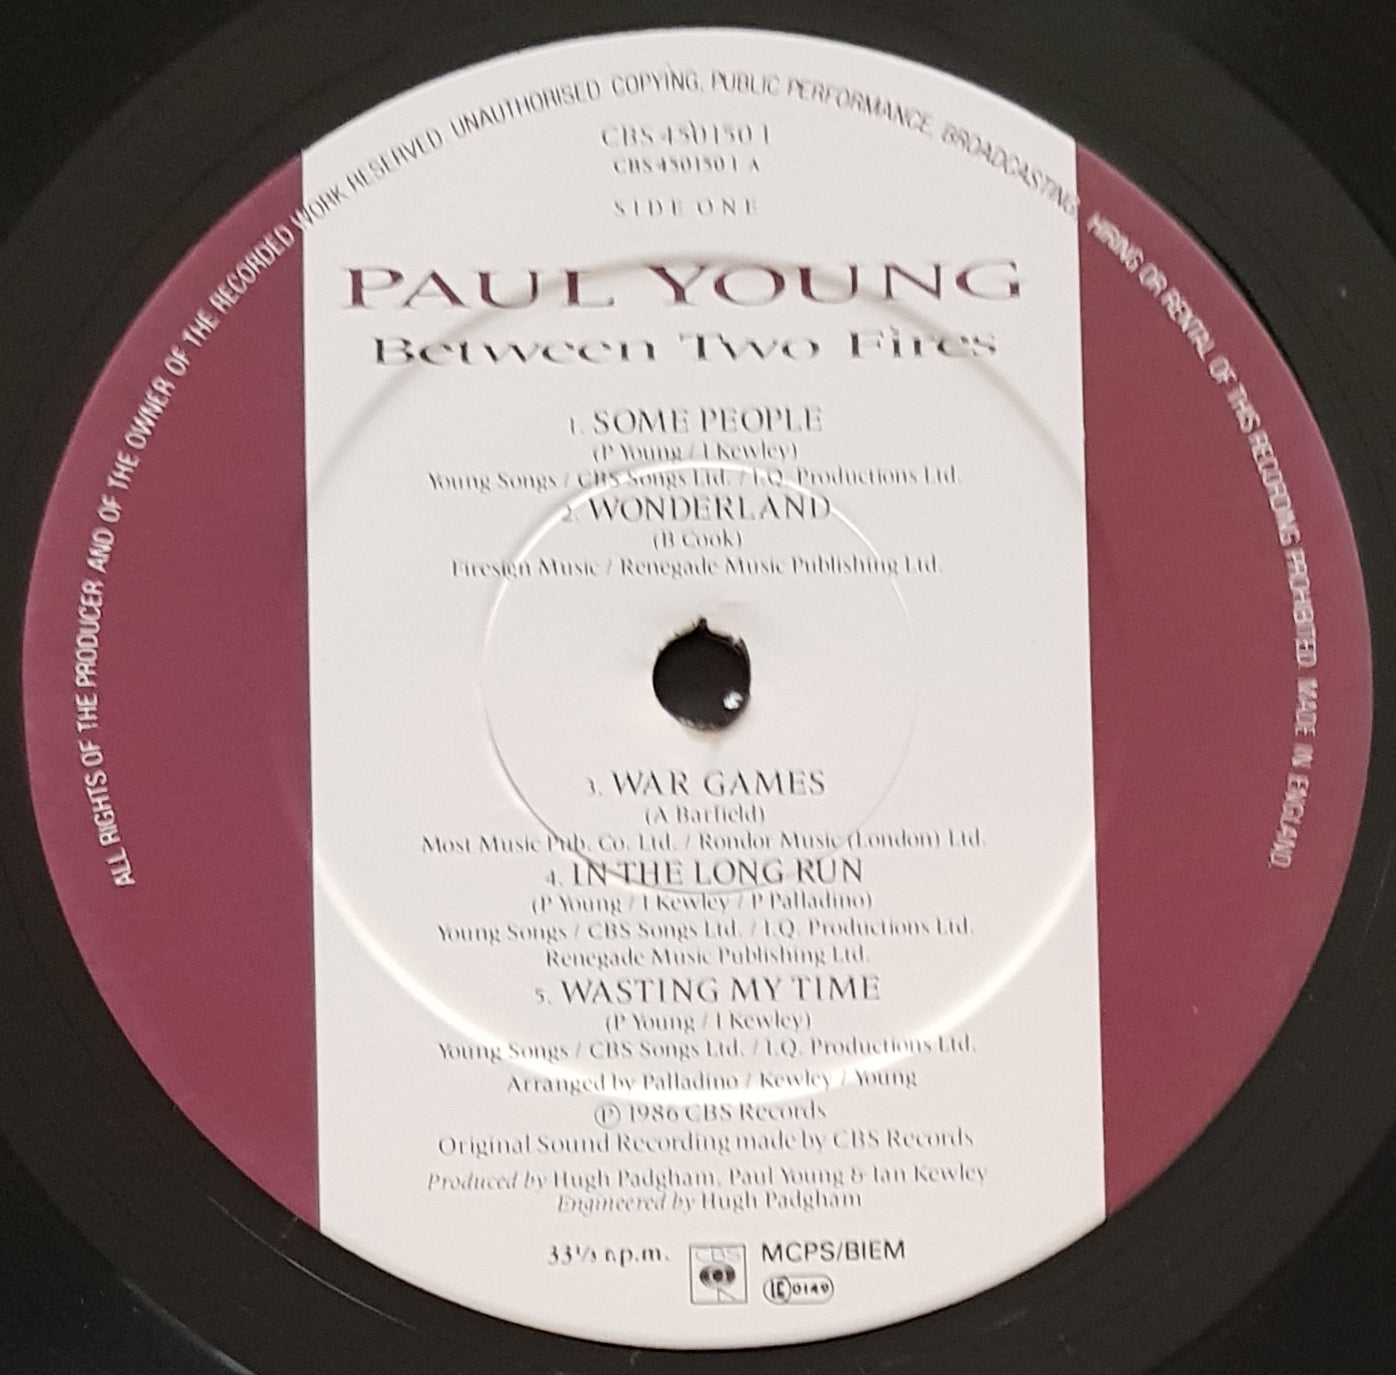 ALL RIGHTS OF THE PRODUCER AND OF THE OWNER OF THE RECORDED WORK RESERVED. UNAUTHORISED COPYING, PUBLIC PERFORMANCE, BROADCASTING, HIRING OR RENTAL OF THIS RECORDING PROHIBITED. MADE IN ENGLAND
CBS 450150 1
CBS 450150 1 A
SIDE ONE
PAUL YOUNG
Between Two Fires
1. SOME PEOPLE
(P Young / I Kewley)
Young Songs / CBS Songs Ltd. / I.Q. Productions Ltd.
2. WONDERLAND
(B Cook)
Firesign Music / Renegade Music Publishing Ltd.
3. WAR GAMES
(A Barfield)
Most Music Pub. Co. Ltd. / Rondor Music (London) Ltd.
4. IN THE LONG RUN
(P Young / I Kewley / P Palladino)
Young Songs / CBS Songs Ltd. / I.Q. Productions Ltd.
Renegade Music Publishing Ltd.
5. WASTING MY TIME
(P Young / I Kewley)
Young Songs / CBS Songs Ltd. / I.Q. Productions Ltd.
Arranged by Palladino / Kewley / Young
℗ 1986 CBS Records
Original Sound Recording made by CBS Records
Produced by Hugh Padgham, Paul Young & Ian Kewley
Engineered by Hugh Padgham
33⅓ r.p.m. CBS MCPS/BIEM
LC 0149